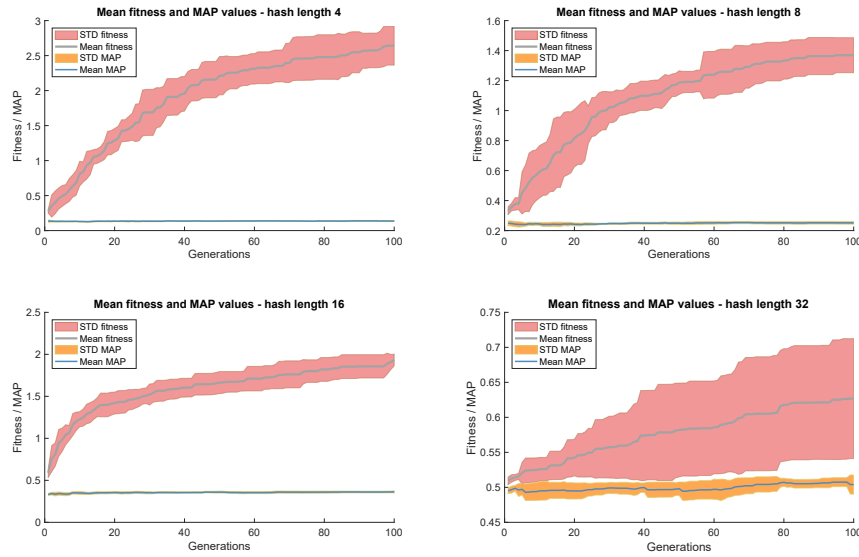 Mean fitness and MAP values - hash length 4
3
2.5
2
1.5
1
0.5
0
Fitness / MAP
STD fitness
Mean fitness
STD MAP
Mean MAP
0 20 40 60 80 100
Generations
Mean fitness and MAP values - hash length 8
1.6
1.4
1.2
1
0.8
0.6
0.4
0.2
Fitness / MAP
STD fitness
Mean fitness
STD MAP
Mean MAP
0 20 40 60 80 100
Generations
Mean fitness and MAP values - hash length 16
2.5
2
1.5
1
0.5
0
Fitness / MAP
STD fitness
Mean fitness
STD MAP
Mean MAP
0 20 40 60 80 100
Generations
Mean fitness and MAP values - hash length 32
0.75
0.7
0.65
0.6
0.55
0.5
0.45
Fitness / MAP
STD fitness
Mean fitness
STD MAP
Mean MAP
0 20 40 60 80 100
Generations